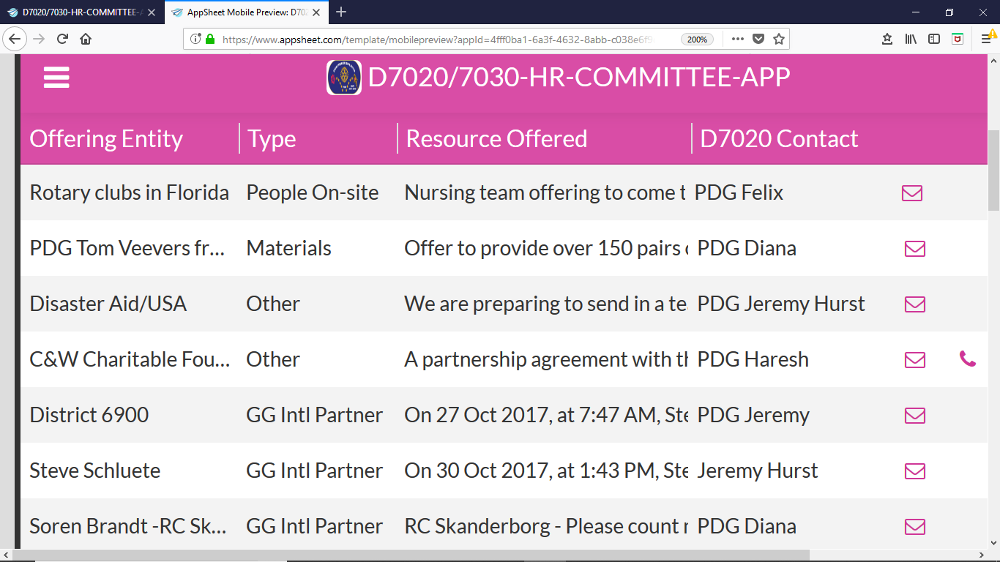 D7020/7030-HR-COMMITTEE-A
AppSheet Mobile Preview: D702
https://www.appsheet.com/template/mobilepreview?appId=4fff0ba1-6a3f-4632-8abb-c038e6f9
200%
D7020/7030-HR-COMMITTEE-APP
Offering Entity Type Resource Offered D7020 Contact
Rotary clubs in Florida People On-site Nursing team offering to come t PDG Felix
PDG Tom Veevers fr... Materials Offer to provide over 150 pairs PDG Diana
Disaster Aid/USA Other We are preparing to send in a te PDG Jeremy Hurst
C&W Charitable Fou... Other A partnership agreement with th PDG Haresh
District 6900 GG Intl Partner On 27 Oct 2017, at 7:47 AM, Ste PDG Jeremy
Steve Schluete GG Intl Partner On 30 Oct 2017, at 1:43 PM, Ste Jeremy Hurst
Soren Brandt -RC Sk... GG Intl Partner RC Skanderborg - Please count PDG Diana